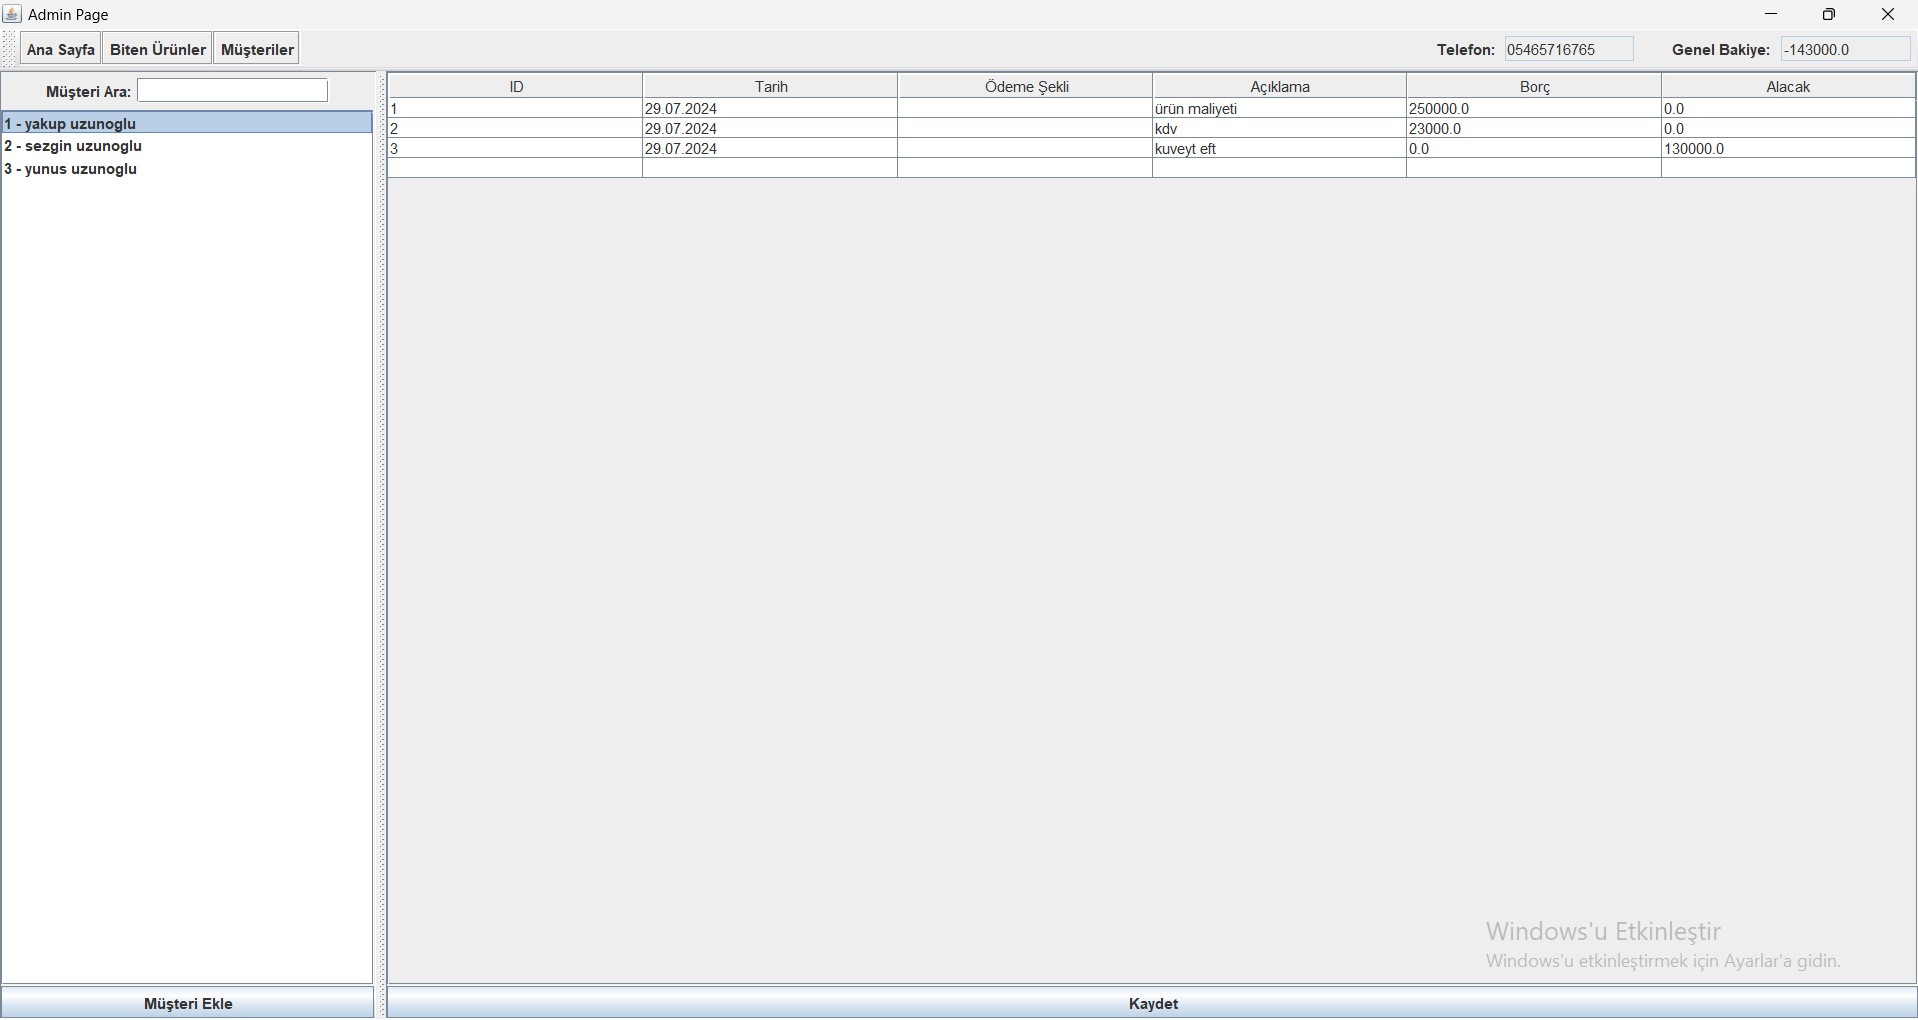 Admin Page
Ana Sayfa Biten Ürünler Müşteriler Telefon: 05465716765 Genel Bakiye: -143000.0
Müşteri Ara:
1 - yakup uzunoglu
2 - sezgin uzunoglu
3 - yunus uzunoglu
Müşteri Ekle
ID Tarih Ödeme Şekli Açıklama Borç Alacak
1 29.07.2024 ürün maliyeti 250000.0 0.0
2 29.07.2024 kdv 23000.0 0.0
3 29.07.2024 kuveyt eft 0.0 130000.0
Windows'u Etkinleştir
Windows'u etkinleştirmek için Ayarlar'a gidin.
Kaydet